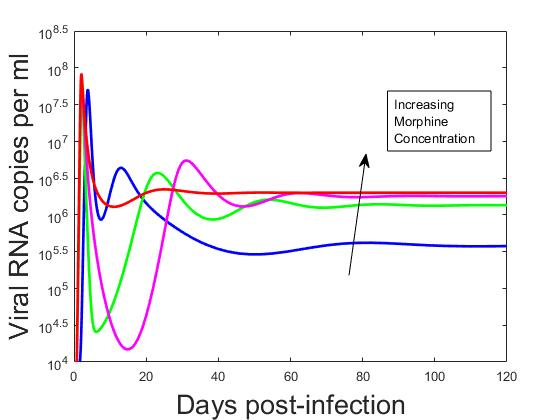 Viral RNA copies per ml
10^8.5
10^8
10^7.5
10^7
10^6.5
10^6
10^5.5
10^5
10^4.5
10^4
Increasing
Morphine
Concentration
0 20 40 60 80 100 120
Days post-infection